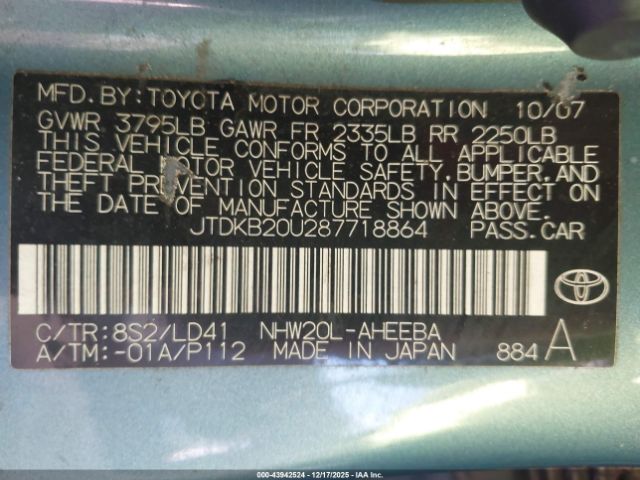 MFD. BY: TOYOTA MOTOR CORPORATION 10/07
GVWR 3795LB GAWR FR 2335LB RR 2250LB
THIS VEHICLE CONFORMS TO ALL APPLICABLE
FEDERAL MOTOR VEHICLE SAFETY, BUMPER, AND
THEFT PREVENTION STANDARDS IN EFFECT ON
THE DATE OF MANUFACTURE SHOWN ABOVE.
JTDKB20U287718864 PASS. CAR
C/TR: 8S2/LD41 NHW20L-AHEEBA
A/TM: -01A/P112 MADE IN JAPAN 884 A
© - 43942524 - 12/17/2025 - IAA Inc.